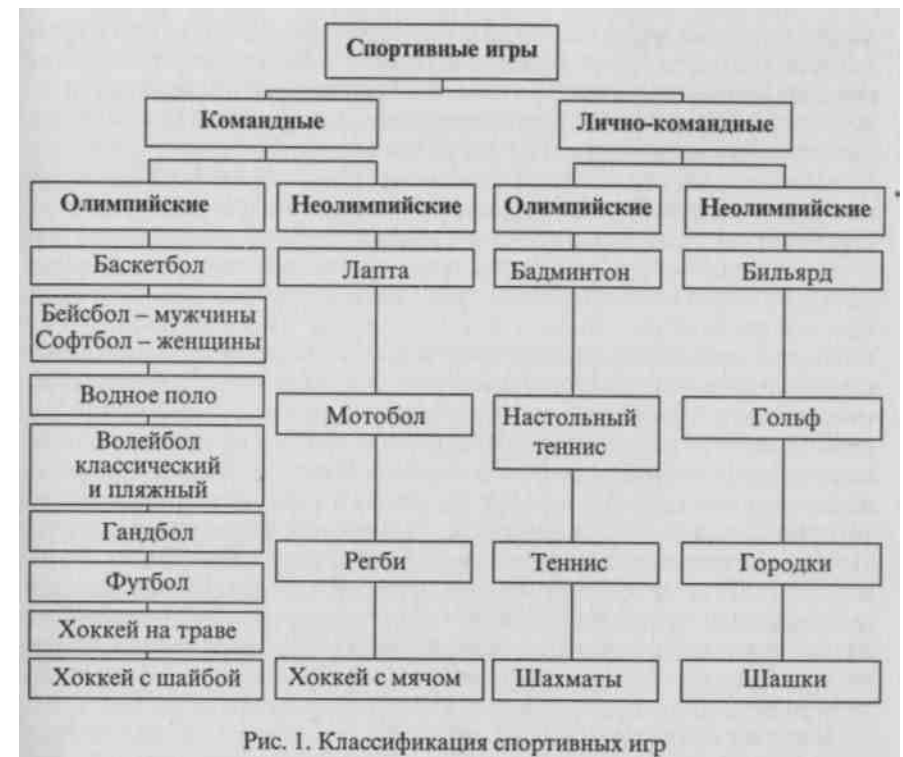 Спортивные игры
Командные
Лично-командные
Олимпийские
Неолимпийские
Олимпийские
Неолимпийские
Баскетбол
Лапта
Бадминтон
Бильярд
Бейсбол – мужчины
Софтбол – женщины
Водное поло
Мотобол
Настольный
теннис
Гольф
Волейбол
классический
и пляжный
Гандбол
Регби
Теннис
Городки
Футбол
Хоккей на траве
Хоккей с шайбой
Хоккей с мячом
Шахматы
Шашки
Рис. 1. Классификация спортивных игр